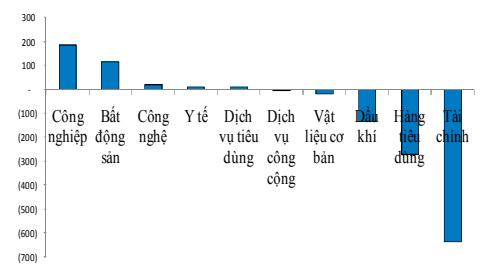 300
200
100
-
(100)
(200)
(300)
(400)
(500)
(600)
(700)
Công nghiệp
Bất động sản
Công nghệ
Y tế
Dịch vụ tiêu dùng
Dịch vụ công cộng
Vật liệu cơ bản
Dầu khí
Hàng tiêu dùng
Tài chính